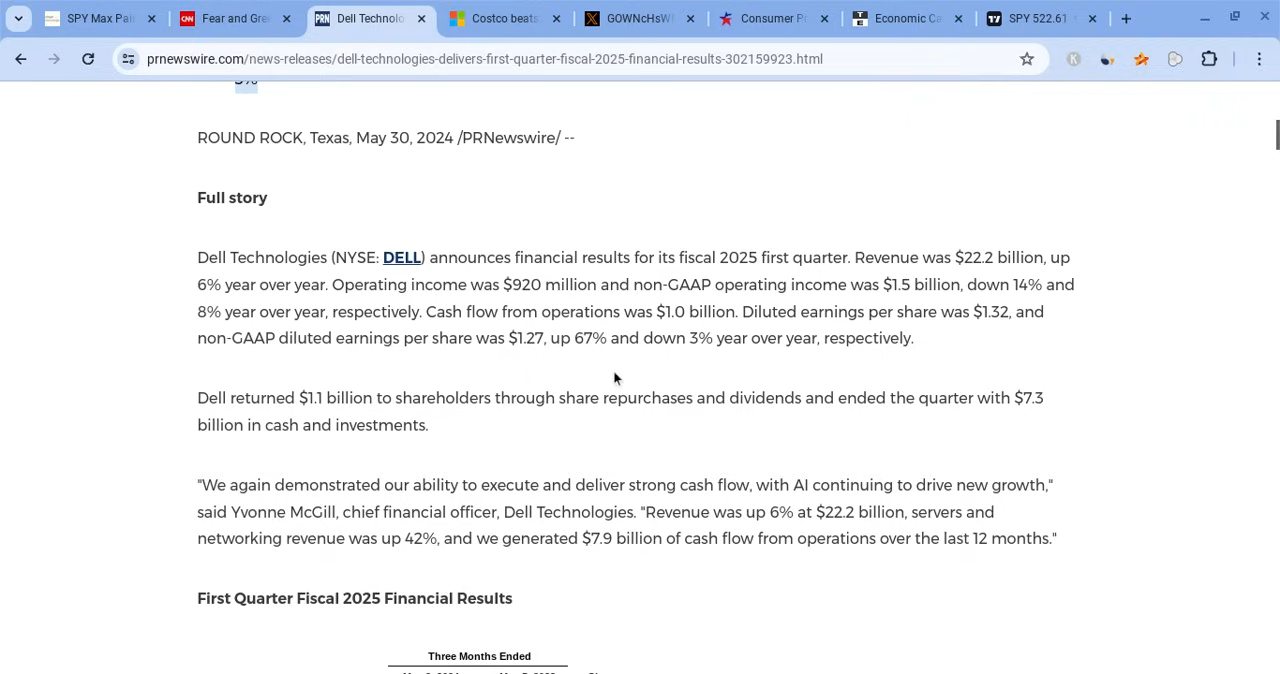 SPY Max Pai
Fear and Gre
Dell Technolo
Costco beats
GOWNcHsW
Consumer Pr
Economic Ca
SPY 522.61
prnewswire.com/news-releases/dell-technologies-delivers-first-quarter-fiscal-2025-financial-results-302159923.html
ROUND ROCK, Texas, May 30, 2024 /PRNewswire/ --
Full story
Dell Technologies (NYSE: DELL) announces financial results for its fiscal 2025 first quarter. Revenue was $22.2 billion, up
6% year over year. Operating income was $920 million and non-GAAP operating income was $1.5 billion, down 14% and
8% year over year, respectively. Cash flow from operations was $1.0 billion. Diluted earnings per share was $1.32, and
non-GAAP diluted earnings per share was $1.27, up 67% and down 3% year over year, respectively.
Dell returned $1.1 billion to shareholders through share repurchases and dividends and ended the quarter with $7.3
billion in cash and investments.
"We again demonstrated our ability to execute and deliver strong cash flow, with AI continuing to drive new growth,"
said Yvonne McGill, chief financial officer, Dell Technologies. "Revenue was up 6% at $22.2 billion, servers and
networking revenue was up 42%, and we generated $7.9 billion of cash flow from operations over the last 12 months."
First Quarter Fiscal 2025 Financial Results
Three Months Ended